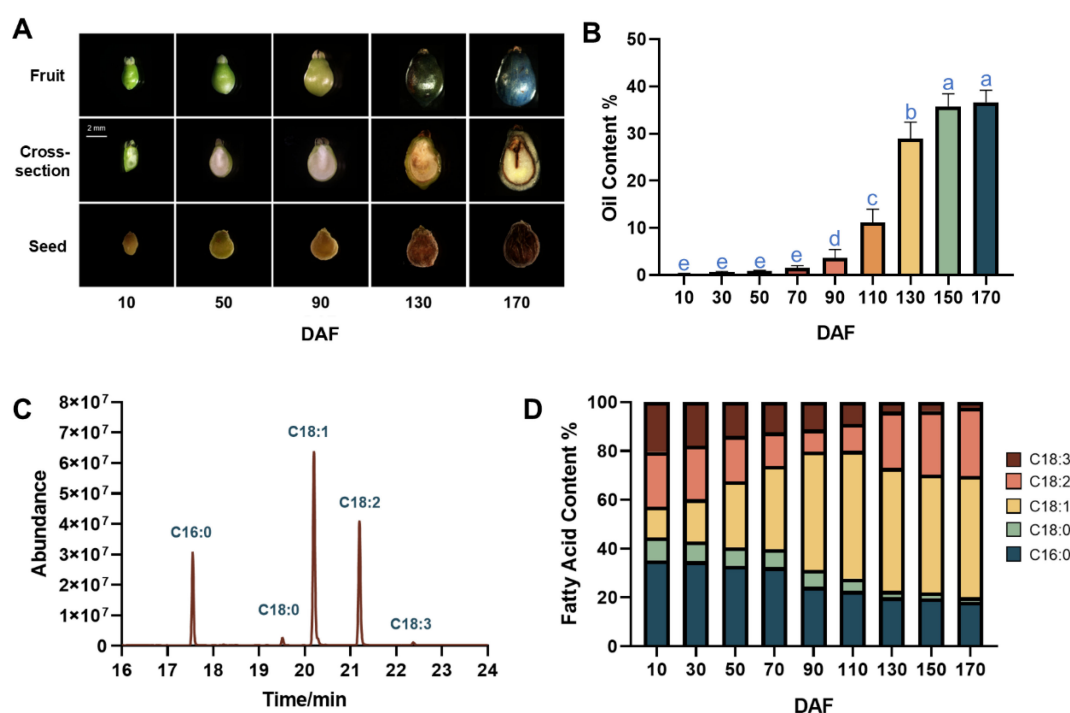 A
Fruit
2 mm
Cross-
section
Seed
10 50 90 130 170
DAF
B
Oil Content %
50
40
30
20
10
0
e e e e d c b a a
10 30 50 70 90 110 130 150 170
DAF
C
Abundance
8×10⁷
7×10⁷
6×10⁷
5×10⁷
4×10⁷
3×10⁷
2×10⁷
1×10⁷
0
C16:0
C18:0
C18:1
C18:2
C18:3
16 17 18 19 20 21 22 23 24
Time/min
D
Fatty Acid Content %
100
80
60
40
20
0
10 30 50 70 90 110 130 150 170
DAF
C18:3
C18:2
C18:1
C18:0
C16:0